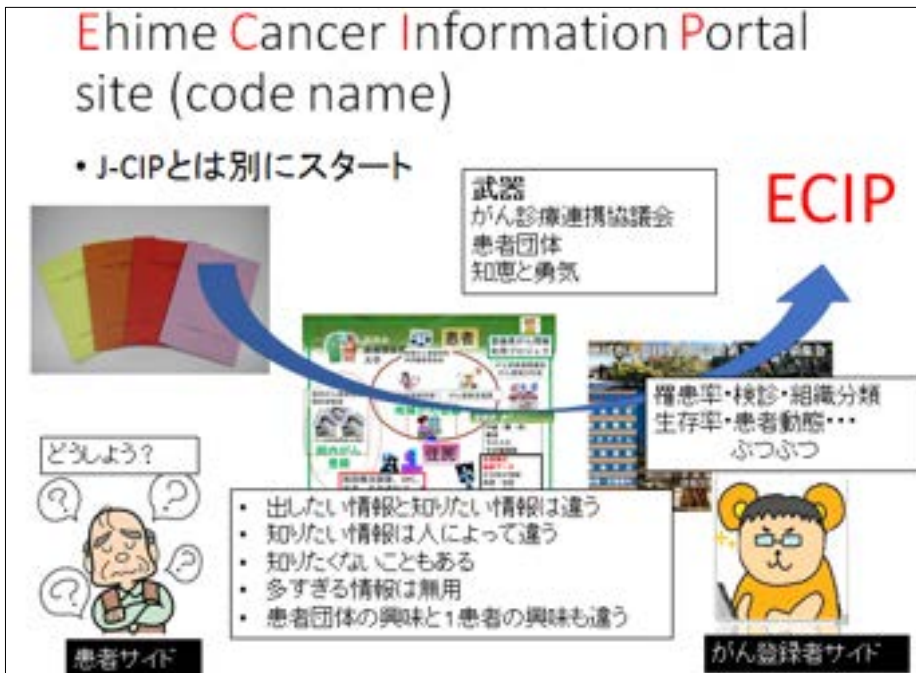 Ehime Cancer Information Portal
site (code name)
• J-CIPとは別にスタート
武器
がん診療連携協議会
患者団体
知恵と勇気
ECIP
患者
住民
罹患率・検診・組織分類
生存率・患者動態・・・
ぶつぶつ
どうしよう？
• 出したい情報と知りたい情報は違う
• 知りたい情報は人によって違う
• 知りたくないこともある
• 多すぎる情報は無用
• 患者団体の興味と1患者の興味も違う
患者サイド
がん登録者サイド